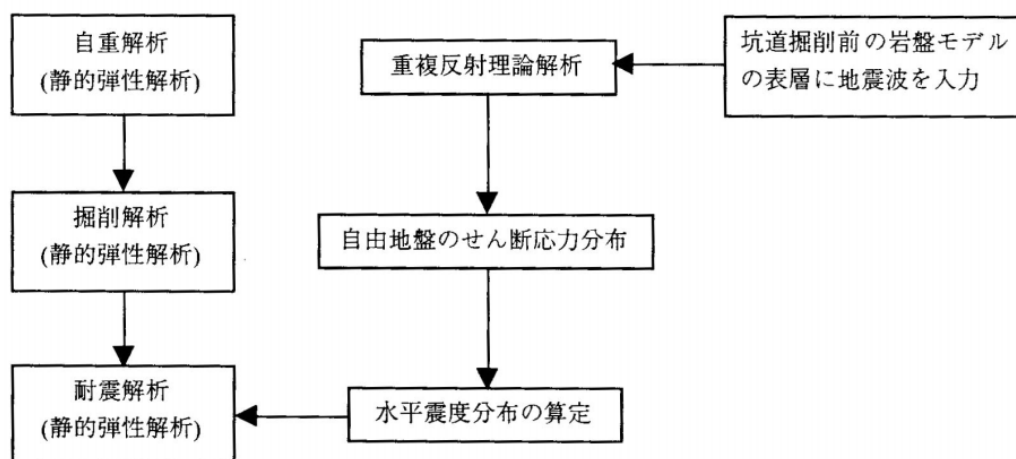 自重解析
(静的弾性解析)
掘削解析
(静的弾性解析)
耐震解析
(静的弾性解析)
坑道掘削前の岩盤モデル
の表層に地震波を入力
重複反射理論解析
自由地盤のせん断応力分布
水平震度分布の算定